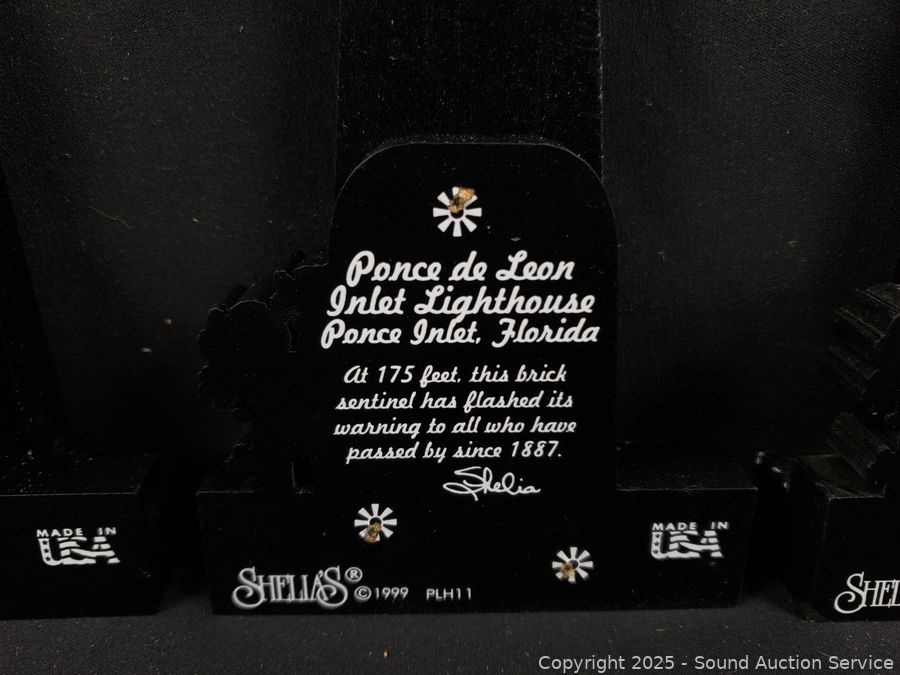 Ponce de Leon
Inlet Lighthouse
Ponce Inlet, Florida
At 175 feet, this brick
sentinel has flashed its
warning to all who have
passed by since 1887.
Shelia
MADE IN
USA
MADE IN
USA
SHELIA'S® ©1999 PLH11
SHEL
Copyright 2025 - Sound Auction Service